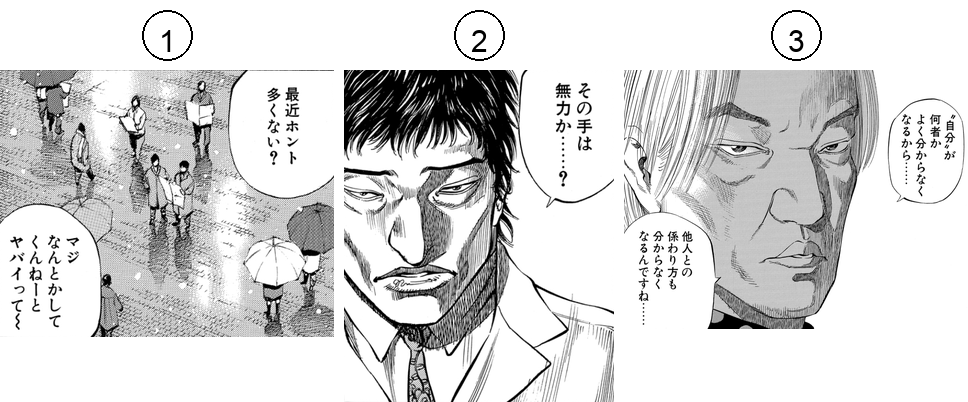 1
最近ホント
多くない?
マジ
なんとかして
くんねーと
ヤバイって〜
2
その手は
無力か……?
3
“自分”が
何者か
よく分からなく
なるから……
他人との
係わり方も
分からなく
なるんですね……